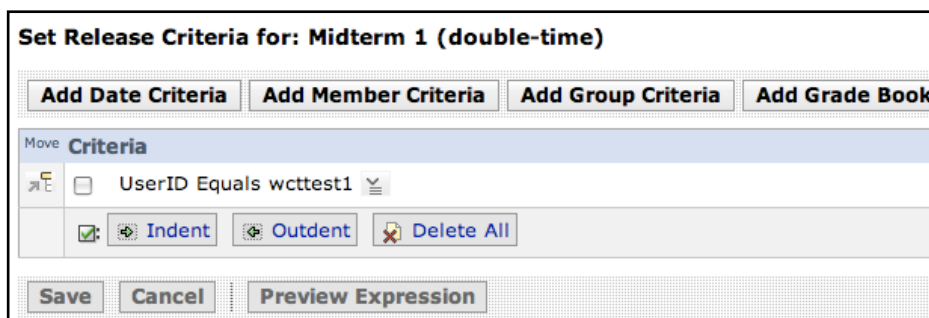 Set Release Criteria for: Midterm 1 (double-time)
Add Date Criteria Add Member Criteria Add Group Criteria Add Grade Book
Move Criteria
UserID Equals wcttest1
: Indent Outdent Delete All
Save Cancel Preview Expression